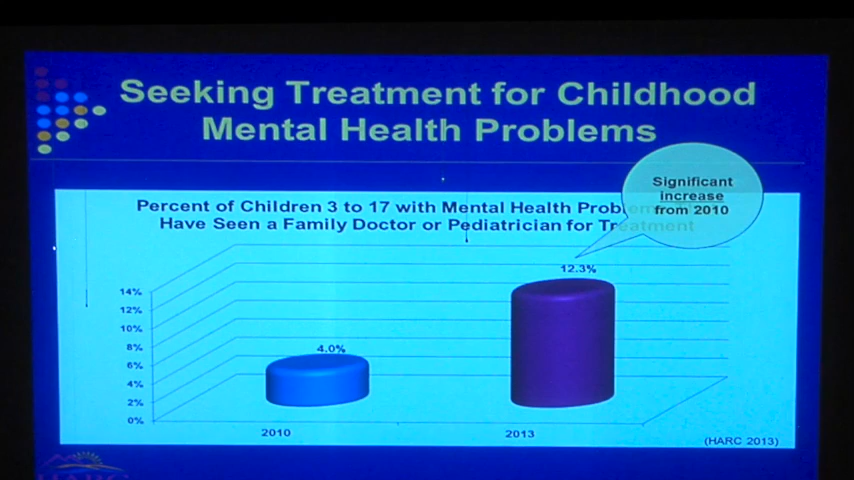 Seeking Treatment for Childhood
Mental Health Problems
Significant
increase
from 2010
Percent of Children 3 to 17 with Mental Health
Have Seen a Family Doctor or Pediatrician for Treatment
12.3%
14%
12%
10%
8%
6%
4%
2%
0%
4.0%
2010
2013
(HARC 2013)
HARC